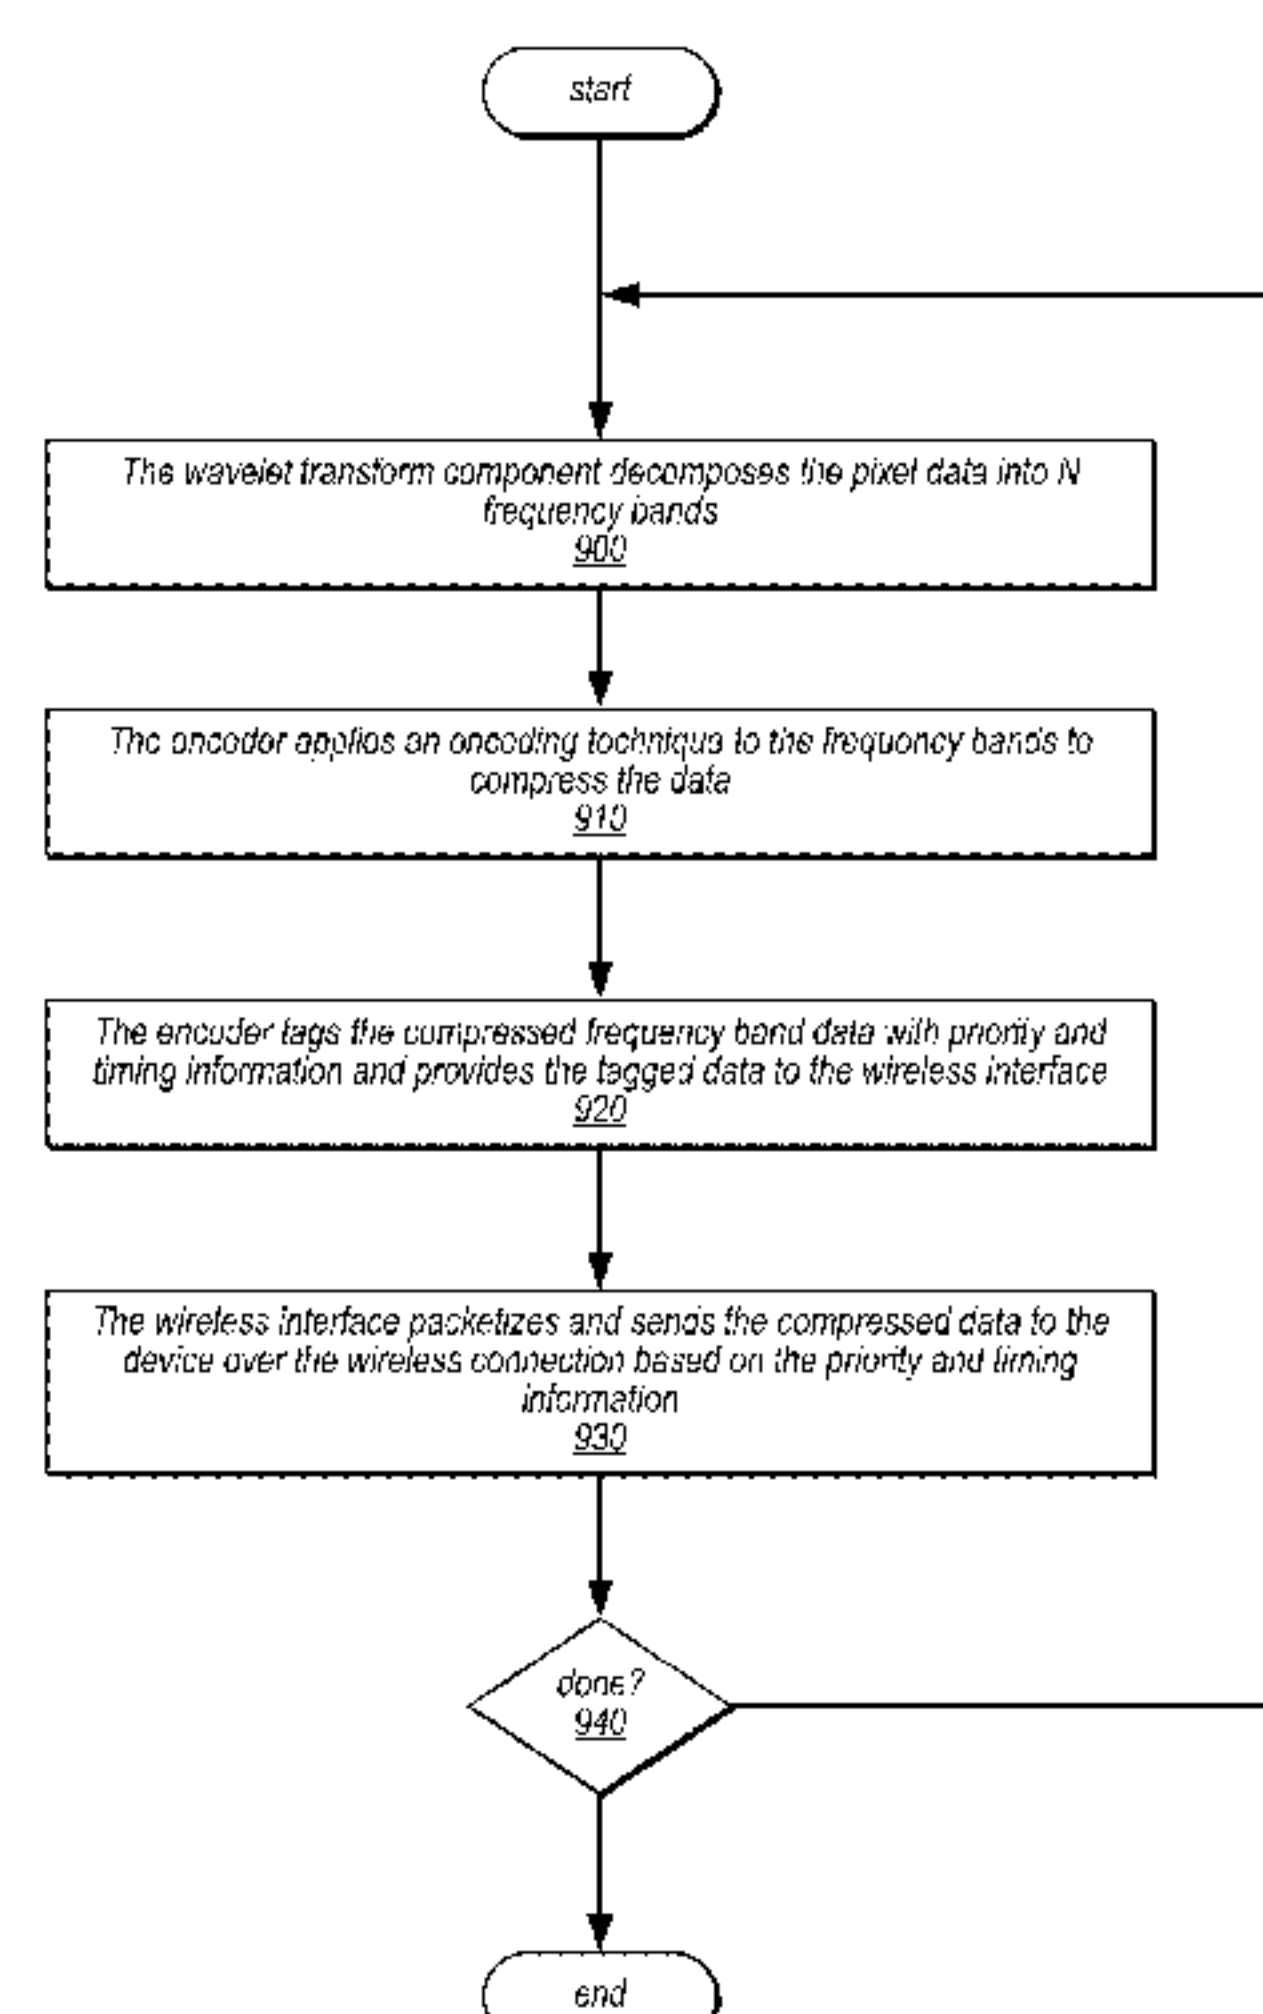 start
The wavelet transform component decomposes the pixel data into N
frequency bands
900
The encoder applies an encoding technique to the frequency bands to
compress the data
910
The encoder tags the compressed frequency band data with priority and
timing information and provides the tagged data to the wireless interface
920
The wireless interface packetizes and sends the compressed data to the
device over the wireless connection based on the priority and timing
information
930
done?
940
end